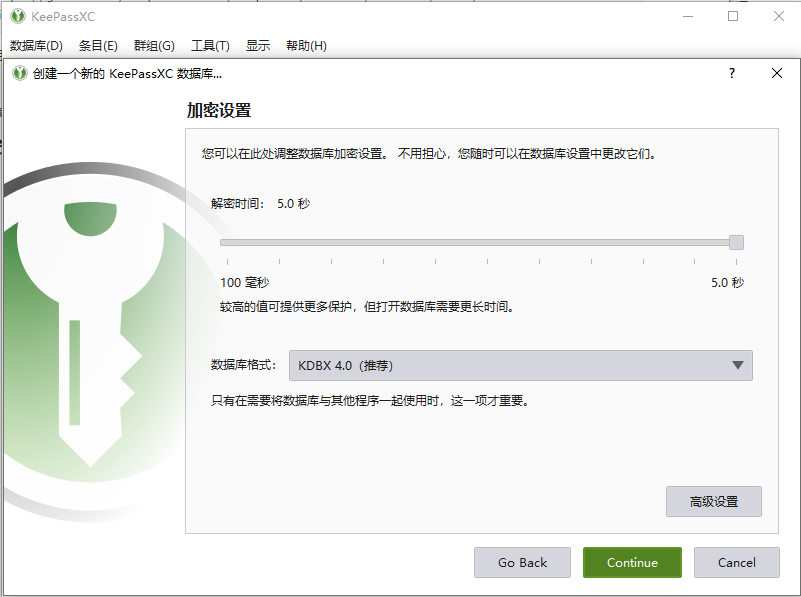 KeePassXC
数据库(D) 条目(E) 群组(G) 工具(T) 显示 帮助(H)
创建一个新的 KeePassXC 数据库...
?
加密设置
您可以在此处调整数据库加密设置。 不用担心，您随时可以在数据库设置中更改它们。
解密时间： 5.0 秒
100 毫秒 5.0 秒
较高的值可提供更多保护，但打开数据库需要更长时间。
数据库格式： KDBX 4.0（推荐）
只有在需要将数据库与其他程序一起使用时，这一项才重要。
高级设置
Go Back Continue Cancel